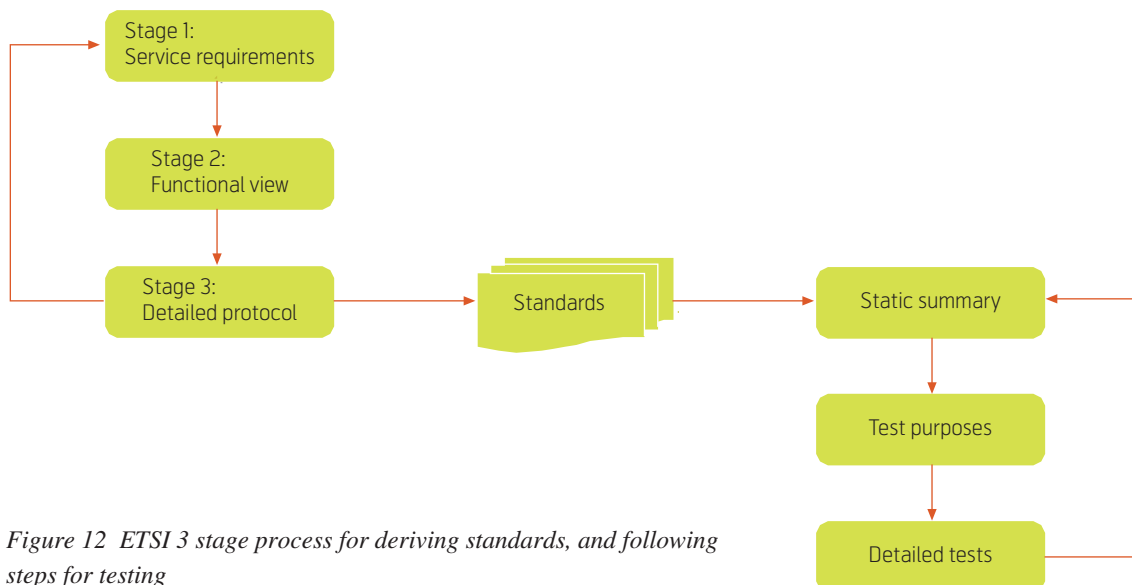 Stage 1:
Service requirements
Stage 2:
Functional view
Stage 3:
Detailed protocol
Standards
Static summary
Test purposes
Detailed tests
Figure 12 ETSI 3 stage process for deriving standards, and following
steps for testing